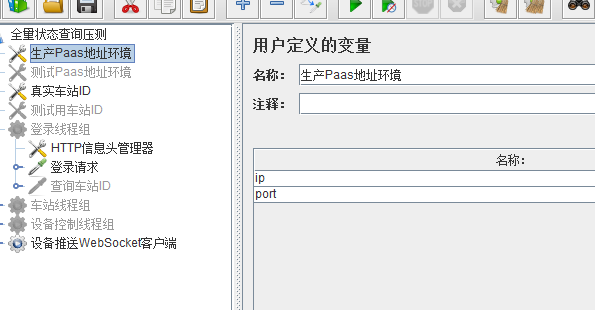 全量状态查询压测
生产Paas地址环境
测试Paas地址环境
真实车站ID
测试用车站ID
登录线程组
HTTP信息头管理器
登录请求
查询车站ID
车站线程组
设备控制线程组
设备推送WebSocket客户端
用户定义的变量
名称： 生产Paas地址环境
注释：
名称:
ip
port
STOP